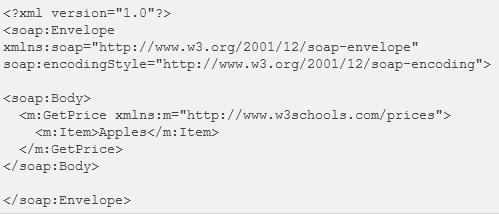 <?xml version="1.0"?>
<soap:Envelope
xmlns:soap="http://www.w3.org/2001/12/soap-envelope"
soap:encodingStyle="http://www.w3.org/2001/12/soap-encoding">
<soap:Body>
<m:GetPrice xmlns:m="http://www.w3schools.com/prices">
<m:Item>Apples</m:Item>
</m:GetPrice>
</soap:Body>
</soap:Envelope>